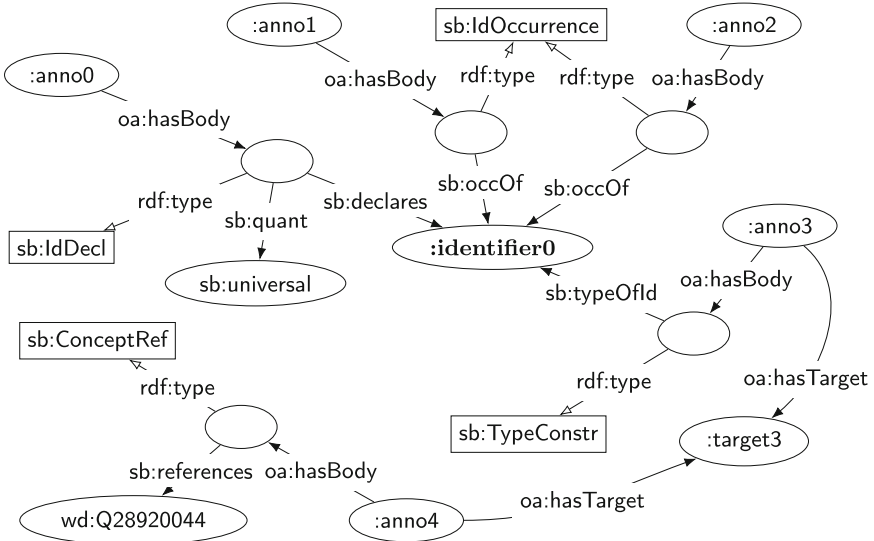 :anno1
sb:IdOccurrence
:anno2
:anno0
oa:hasBody
rdf:type
rdf:type
oa:hasBody
oa:hasBody
sb:occOf
sb:occOf
rdf:type
sb:declares
sb:quant
:anno3
sb:IdDecl
:identifier0
sb:universal
sb:typeOfId
oa:hasBody
sb:ConceptRef
rdf:type
rdf:type
oa:hasTarget
sb:TypeConstr
:target3
sb:references
oa:hasBody
oa:hasTarget
wd:Q28920044
:anno4